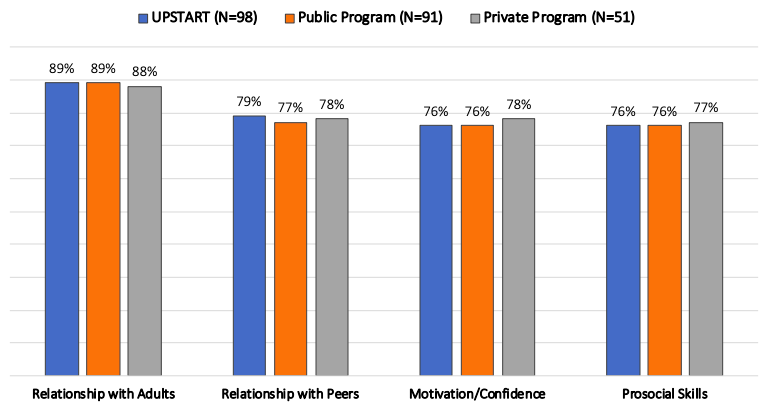 UPSTART (N=98) Public Program (N=91) Private Program (N=51)
89% 89% 88% 79% 77% 78% 76% 76% 78% 76% 76% 77%
Relationship with Adults Relationship with Peers Motivation/Confidence Prosocial Skills